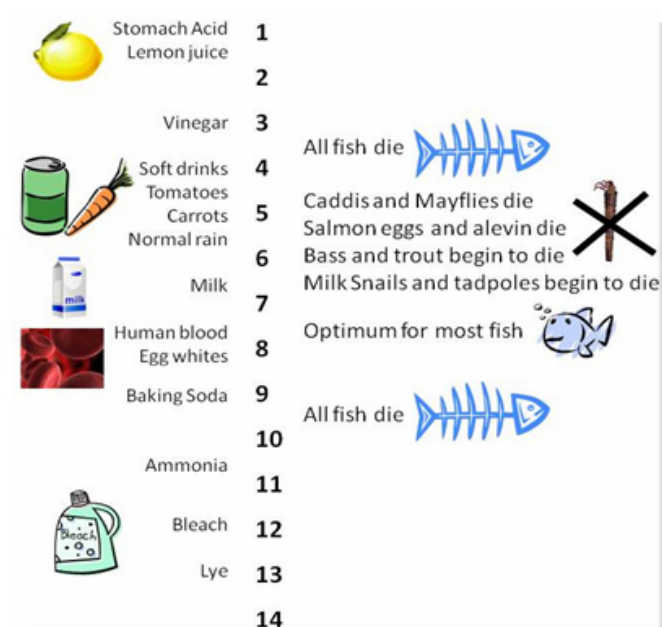 Stomach Acid
Lemon juice
1
2
Vinegar
3
All fish die
Soft drinks
4
Tomatoes
Carrots
5
Normal rain
Caddis and Mayflies die
Salmon eggs and alevin die
Bass and trout begin to die
Milk Snails and tadpoles begin to die
6
milk
Milk
7
Human blood
Egg whites
8
Optimum for most fish
Baking Soda
9
All fish die
10
Ammonia
11
Bleach
Bleach
12
Lye
13
14